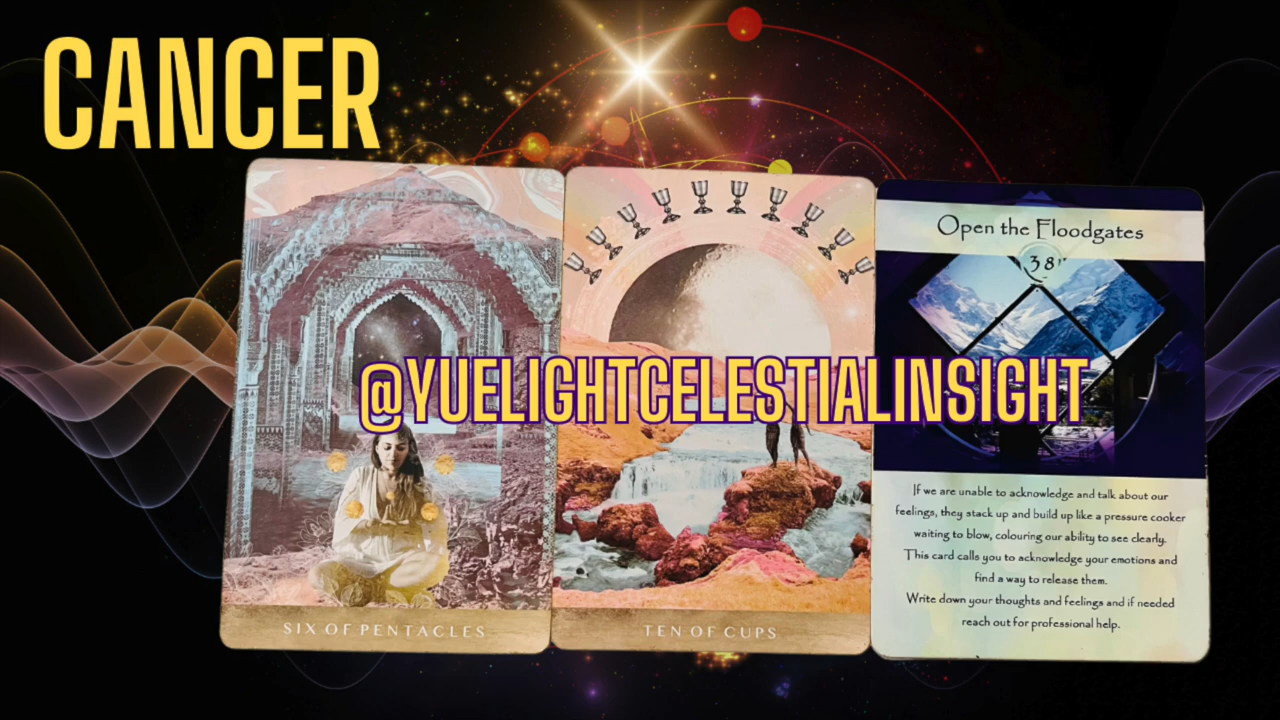 CANCER
Open the Floodgates
38
@YUELIGHTCELESTIALINSIGHT
If we are unable to acknowledge and talk about our
feelings, they stack up and build up like a pressure cooker
waiting to blow, colouring our ability to see clearly.
This card calls you to acknowledge your emotions and
find a way to release them.
Write down your thoughts and feelings and if needed
reach out for professional help.
SIX OF PENTACLES
TEN OF CUPS